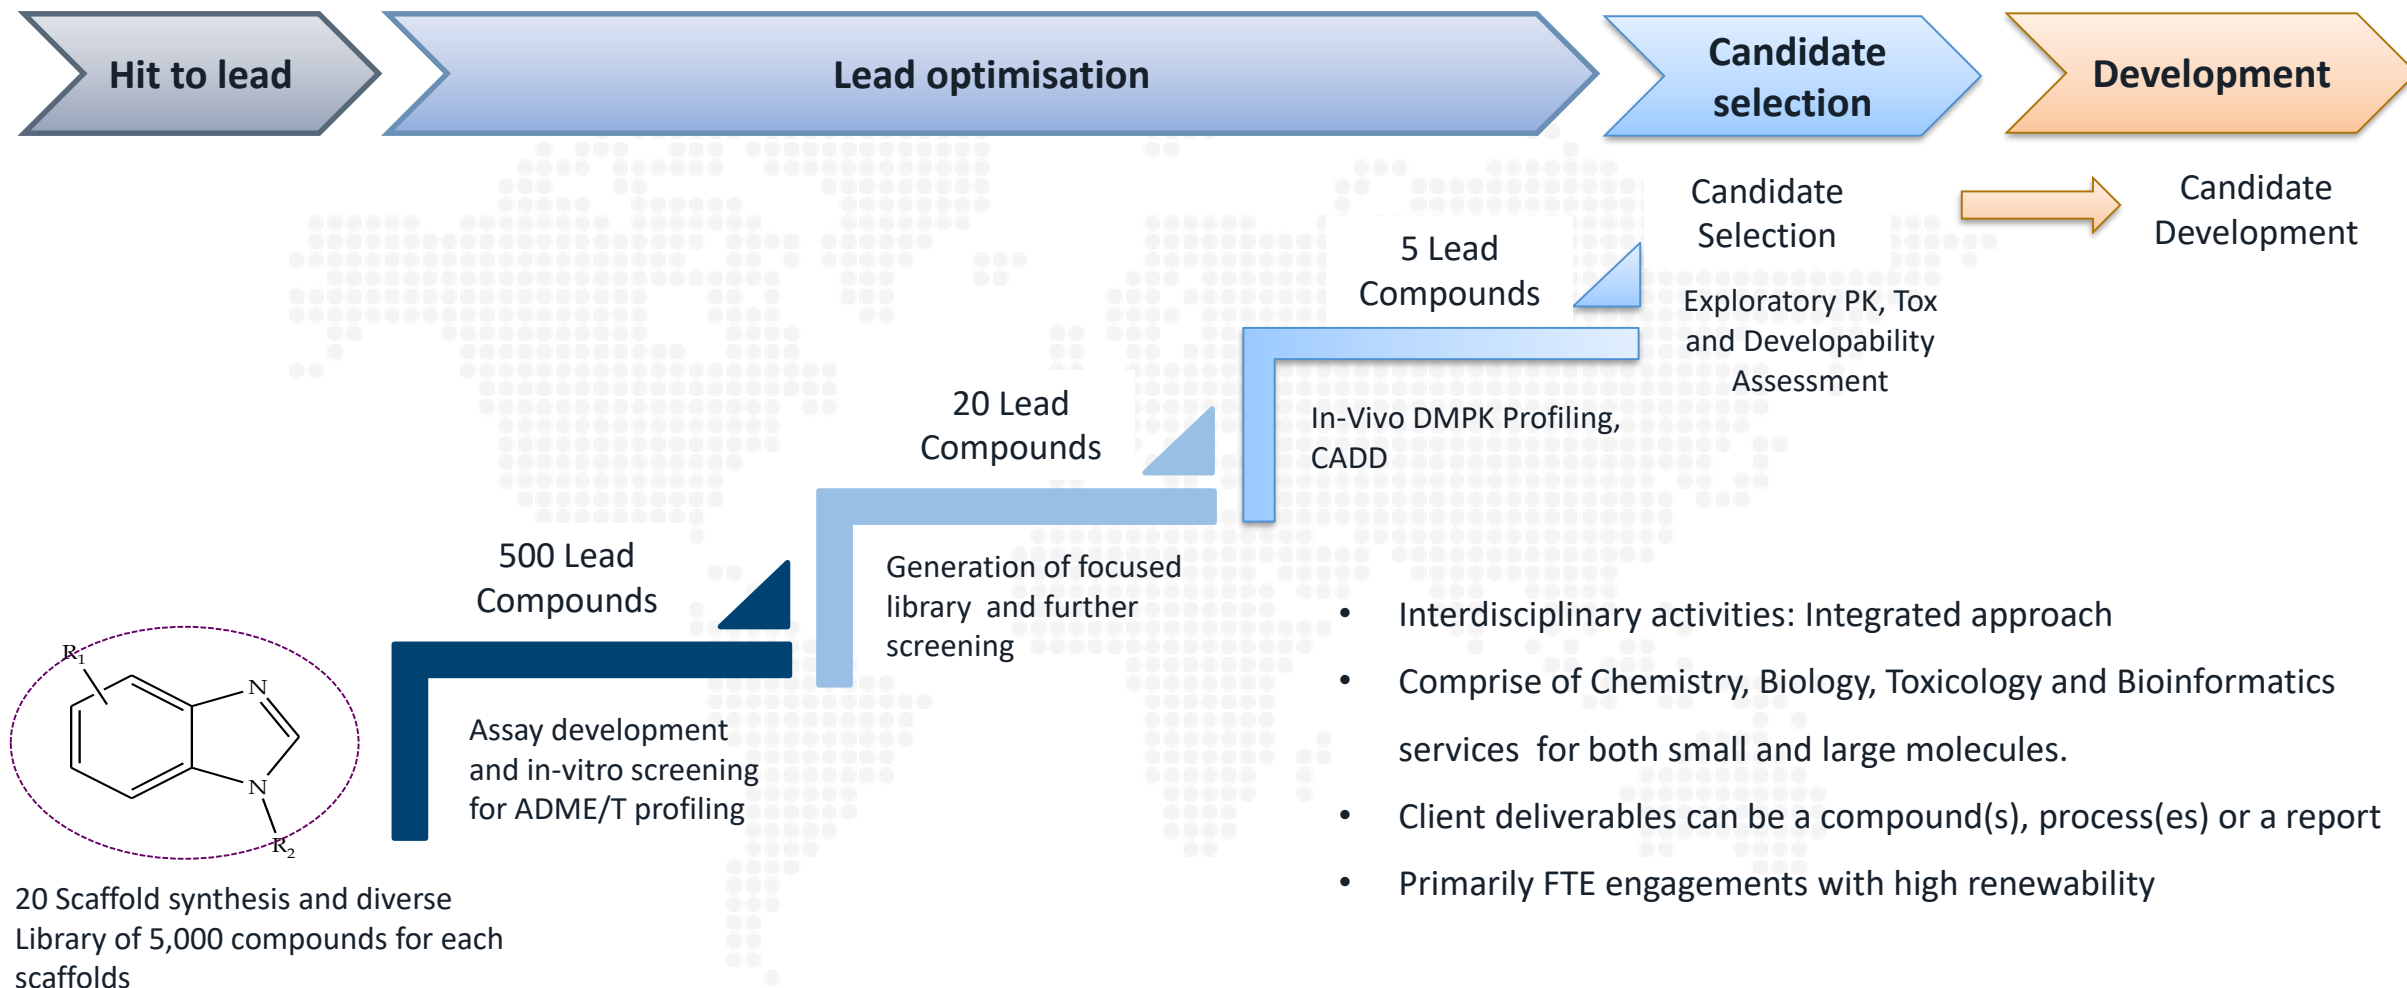 Hit to lead
Lead optimisation
Candidate
selection
Development
Candidate
Selection
Candidate
Development
5 Lead
Compounds
Exploratory PK, Tox
and Developability
Assessment
20 Lead
Compounds
In-Vivo DMPK Profiling,
CADD
500 Lead
Compounds
Generation of focused
library and further
screening
Assay development
and in-vitro screening
for ADME/T profiling
R1
N
N
R2
20 Scaffold synthesis and diverse
Library of 5,000 compounds for each
scaffolds
• Interdisciplinary activities: Integrated approach
• Comprise of Chemistry, Biology, Toxicology and Bioinformatics
services for both small and large molecules.
• Client deliverables can be a compound(s), process(es) or a report
• Primarily FTE engagements with high renewability